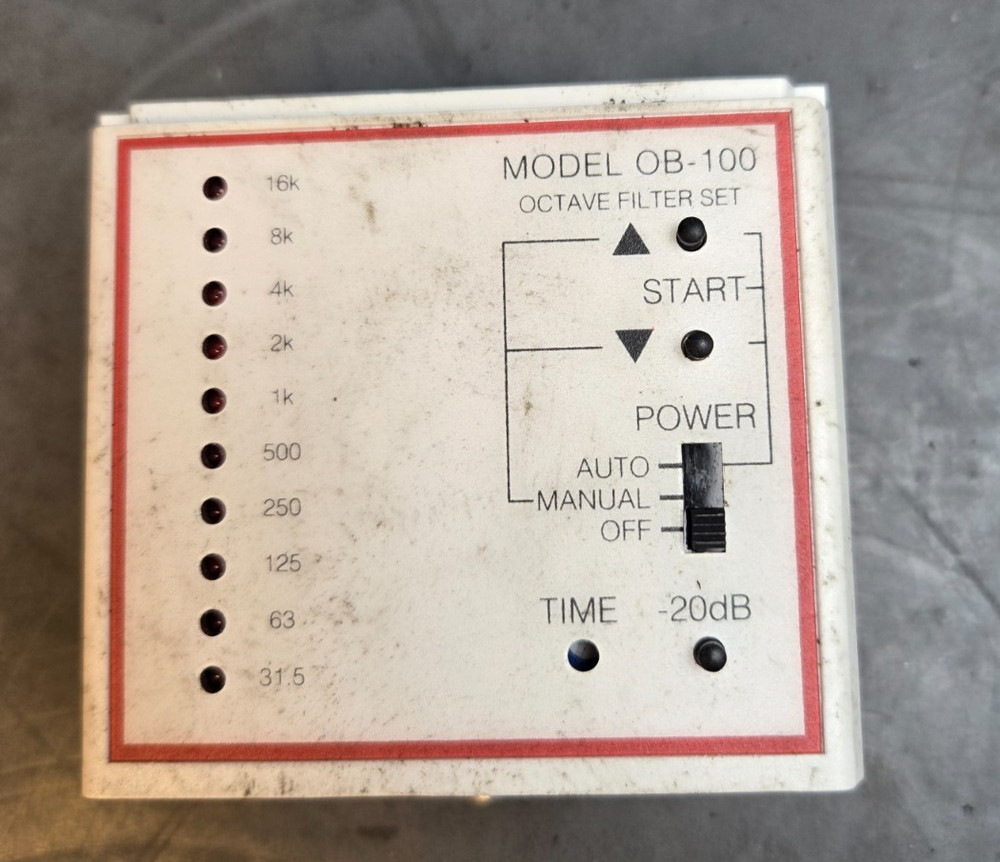 MODEL OB-100
OCTAVE FILTER SET
START
POWER
AUTO
MANUAL
OFF
TIME -20dB
16k
8k
4k
2k
1k
500
250
125
63
31.5